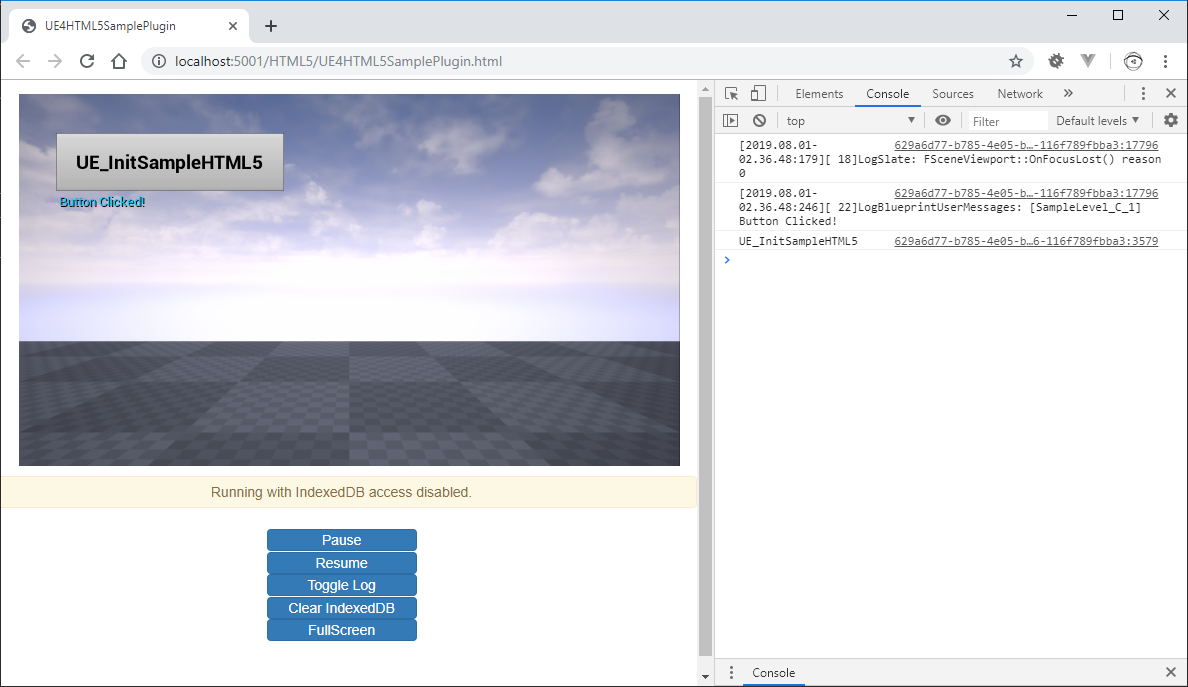 UE4HTML5SamplePlugin
localhost:5001/HTML5/UE4HTML5SamplePlugin.html
UE_InitSampleHTML5
Button Clicked!
Running with IndexedDB access disabled.
Pause
Resume
Toggle Log
Clear IndexedDB
FullScreen
Elements Console Sources Network »
top Filter Default levels
[2019.08.01- 629a6d77-b785-4e05-b…-116f789fbba3:17796
02.36.48:179][ 18]LogSlate: FSceneViewport::OnFocusLost() reason
0
[2019.08.01- 629a6d77-b785-4e05-b…-116f789fbba3:17796
02.36.48:246][ 22]LogBlueprintUserMessages: [SampleLevel_C_1]
Button Clicked!
UE_InitSampleHTML5 629a6d77-b785-4e05-b…6-116f789fbba3:3579
Console